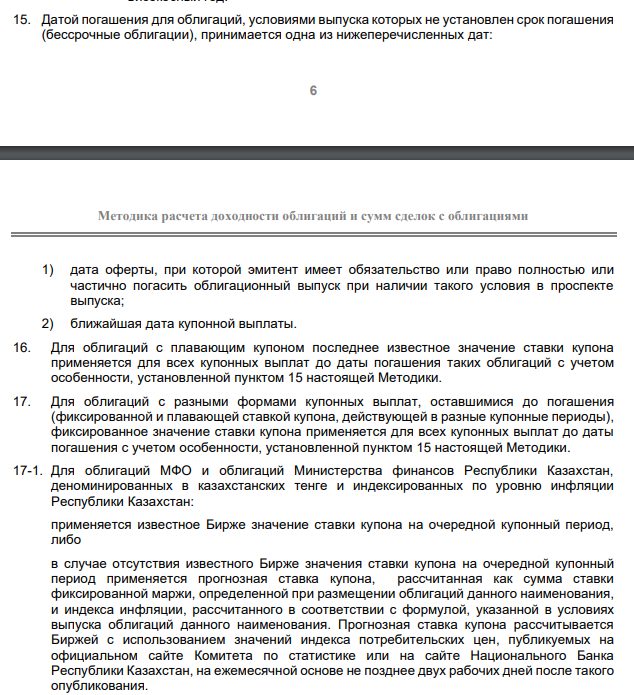 15. Датой погашения для облигаций, условиями выпуска которых не установлен срок погашения
(бессрочные облигации), принимается одна из нижеперечисленных дат:
6
Методика расчета доходности облигаций и сумм сделок с облигациями
1) дата оферты, при которой эмитент имеет обязательство или право полностью или
частично погасить облигационный выпуск при наличии такого условия в проспекте
выпуска;
2) ближайшая дата купонной выплаты.
16. Для облигаций с плавающим купоном последнее известное значение ставки купона
применяется для всех купонных выплат до даты погашения таких облигаций с учетом
особенности, установленной пунктом 15 настоящей Методики.
17. Для облигаций с разными формами купонных выплат, оставшимися до погашения
(фиксированной и плавающей ставкой купона, действующей в разные купонные периоды),
фиксированное значение ставки купона применяется для всех купонных выплат до даты
погашения с учетом особенности, установленной пунктом 15 настоящей Методики.
17-1. Для облигаций МФО и облигаций Министерства финансов Республики Казахстан,
деноминированных в казахстанских тенге и индексированных по уровню инфляции
Республики Казахстан:
применяется известное Бирже значение ставки купона на очередной купонный период,
либо
в случае отсутствия известного Бирже значения ставки купона на очередной купонный
период применяется прогнозная ставка купона, рассчитанная как сумма ставки
фиксированной маржи, определенной при размещении облигаций данного наименования,
и индекса инфляции, рассчитанного в соответствии с формулой, указанной в условиях
выпуска облигаций данного наименования. Прогнозная ставка купона рассчитывается
Биржей с использованием значений индекса потребительских цен, публикуемых на
официальном сайте Комитета по статистике или на сайте Национального Банка
Республики Казахстан, на ежемесячной основе не позднее двух рабочих дней после такого
опубликования.